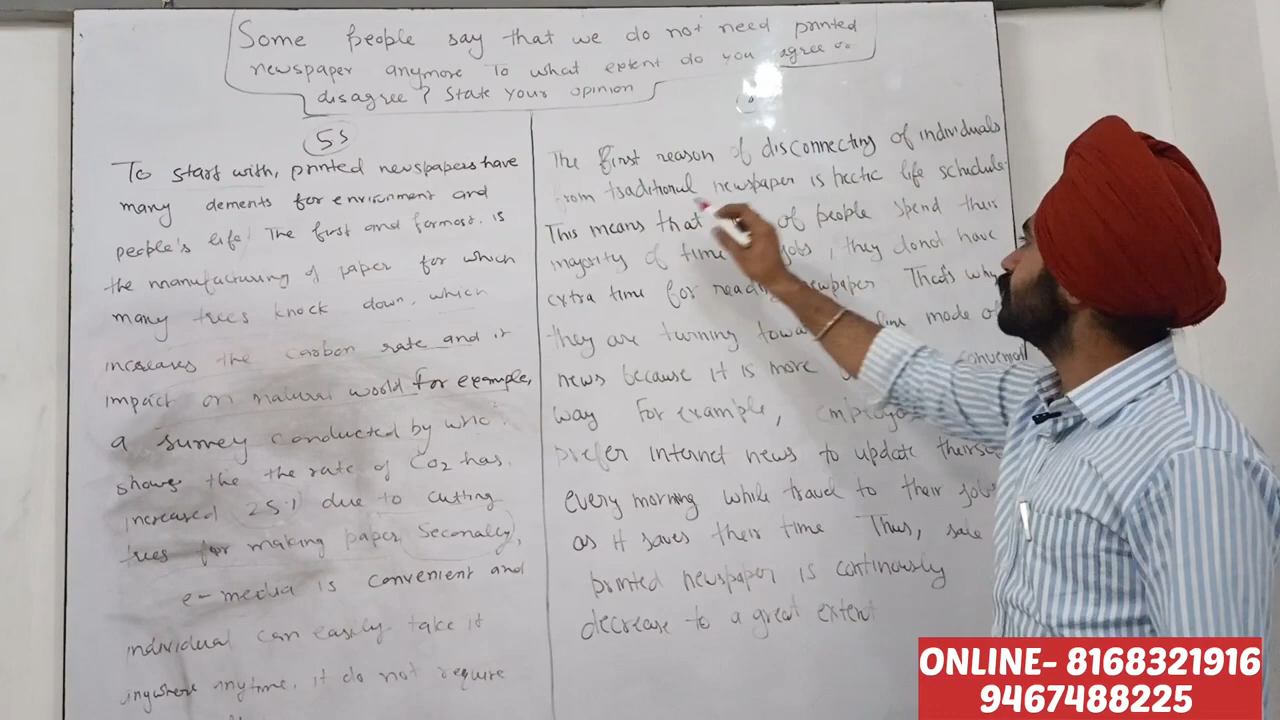 Some people say that we do not need printed
newspaper anymore To what extent do you agree or
disagree? State your opinion
5s
To start with, printed newspapers have
many demerits for environment and
people's life! The first and formost. is
the manufacturing of paper for which
many trees knock down, which
increases the carbon rate and it
impact on natural world for example,
a survey conducted by WHO
shows the the rate of CO2 has
increased 25% due to cutting
trees for making paper Seconally,
e-media is convenient and
individual can easily take it
anywhere anytime, it do not require
The first reason of disconnecting of individuals
from traditional newspaper is hectic life schedule
This means that of people spend their
majority of time jobs, they donot have
extra time for newpaper That's why
they are turning mode of
news because it is more
way For example,
prefer internet news to update
every morning while travel to their jobs
as it saves their time Thus, sale
printed newspaper is continously
decrease to a great extent
ONLINE- 8168321916
9467488225